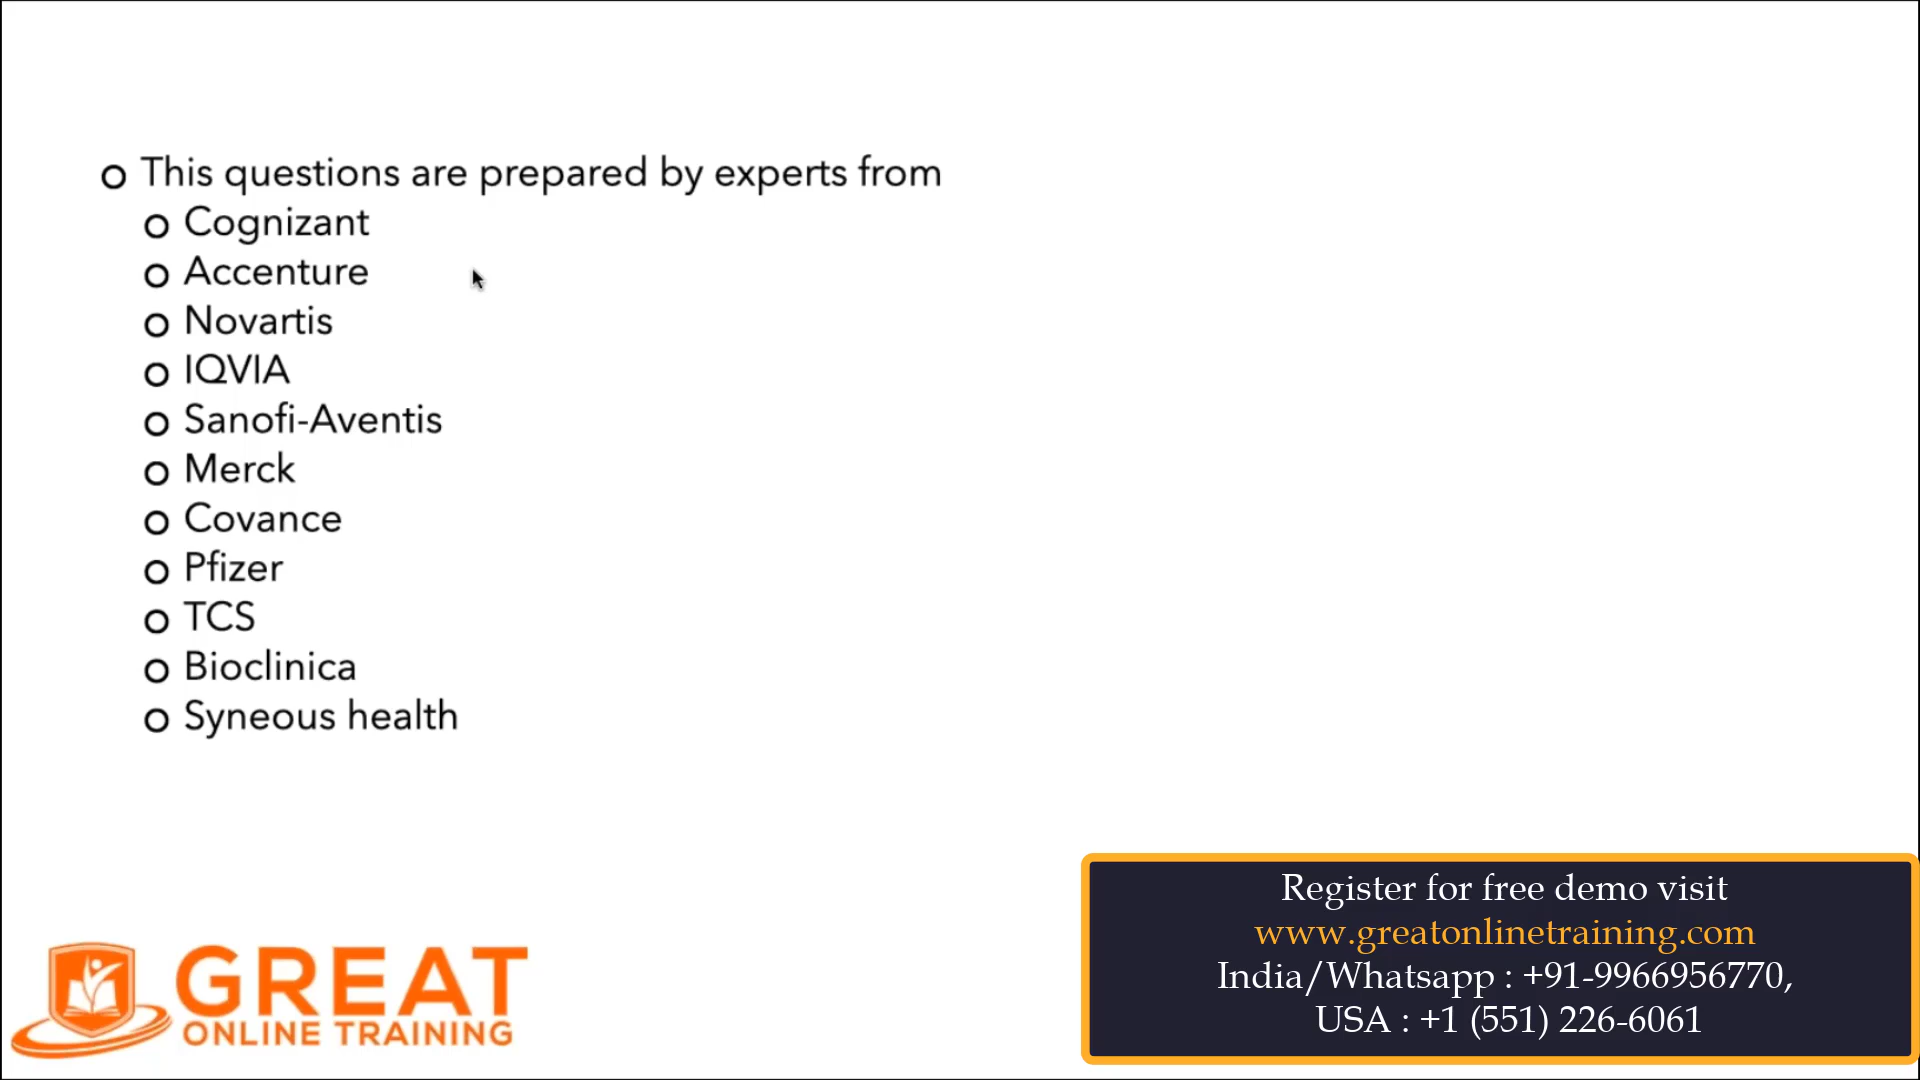 This questions are prepared by experts from
Cognizant
Accenture
Novartis
IQVIA
Sanofi-Aventis
Merck
Covance
Pfizer
TCS
Bioclinica
Syneous health
GREAT
ONLINE TRAINING
Register for free demo visit
www.greatonlinetraining.com
India/Whatsapp : +91-9966956770,
USA : +1 (551) 226-6061